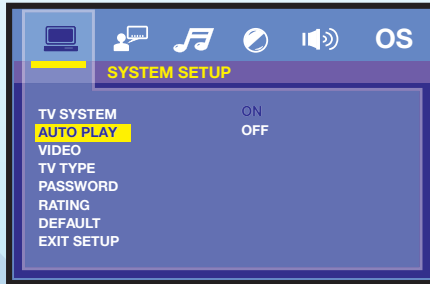 OS
SYSTEM SETUP
TV SYSTEM ON
AUTO PLAY OFF
VIDEO
TV TYPE
PASSWORD
RATING
DEFAULT
EXIT SETUP